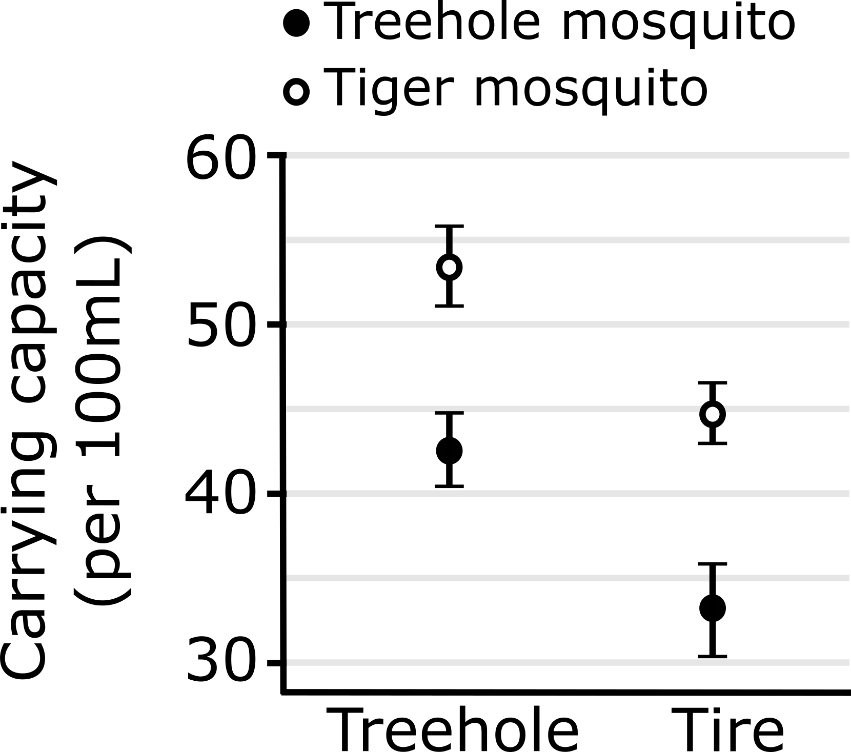 Treehole mosquito
Tiger mosquito
Carrying capacity
(per 100mL)
60
50
40
30
Treehole
Tire